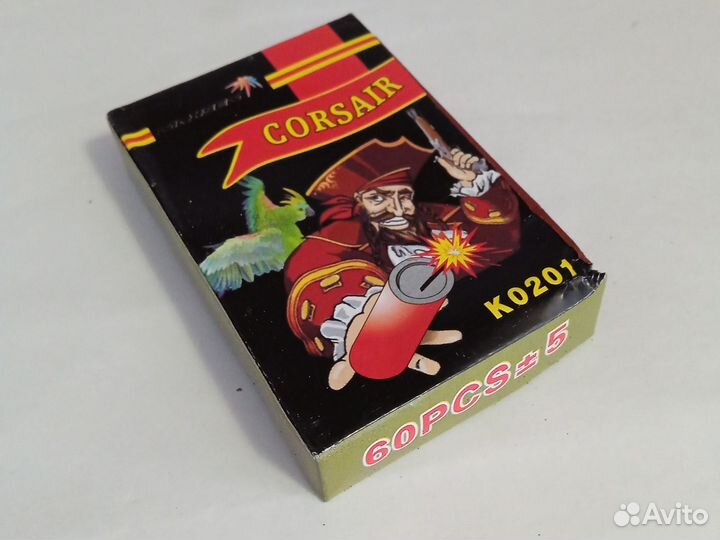 CORSAIR
K0201
60PCS ± 5
Avito